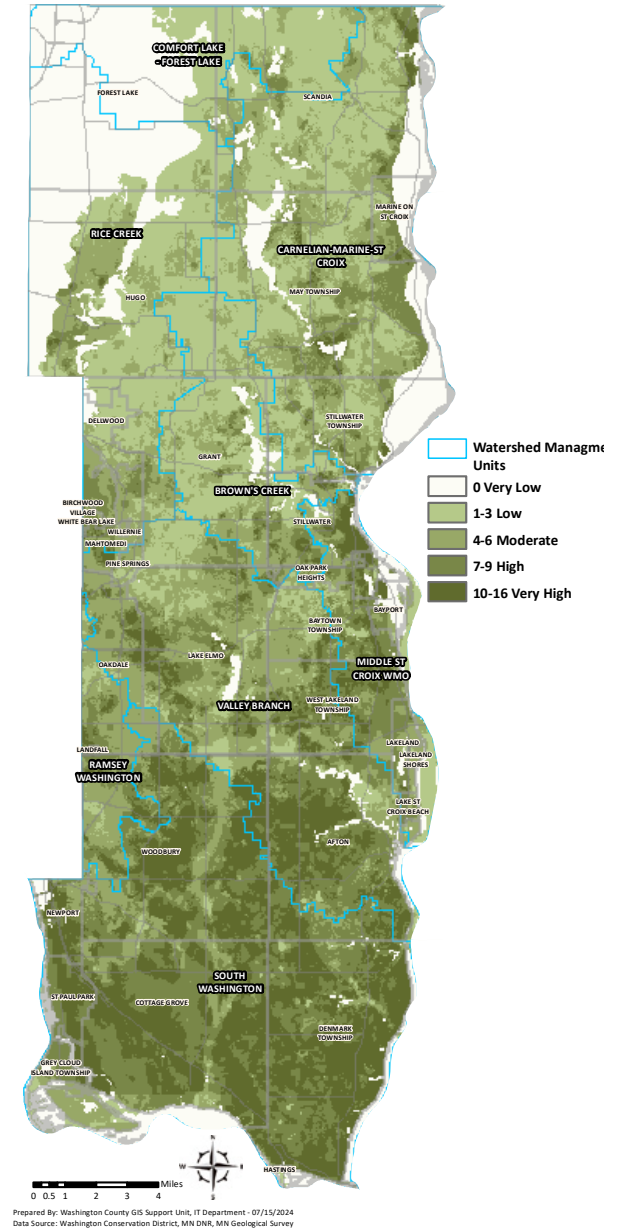 COMFORT LAKE
- FOREST LAKE
FOREST LAKE
SCANDIA
MARINE ON
ST CROIX
RICE CREEK
CARNELIAN-MARINE-ST
CROIX
MAY TOWNSHIP
HUGO
STILLWATER
TOWNSHIP
DELLWOOD
GRANT
BROWN'S CREEK
BIRCHWOOD
VILLAGE
WHITE BEAR LAKE
WILLERNIE
MAHTOMEDI
PINE SPRINGS
STILLWATER
OAK PARK
HEIGHTS
BAYPORT
BAYTOWN
TOWNSHIP
LAKE ELMO
OAKDALE
MIDDLE ST
CROIX WMO
VALLEY BRANCH
WEST LAKELAND
TOWNSHIP
LANDFALL
RAMSEY
WASHINGTON
LAKELAND
LAKELAND
SHORES
LAKE ST
CROIX BEACH
AFTON
WOODBURY
NEWPORT
SOUTH
WASHINGTON
ST PAUL PARK
COTTAGE GROVE
DENMARK
TOWNSHIP
GREY CLOUD
ISLAND TOWNSHIP
HASTINGS
Watershed Managme
Units
0 Very Low
1-3 Low
4-6 Moderate
7-9 High
10-16 Very High
N
W
E
S
Miles
0 0.5 1 2 3 4
Prepared By: Washington County GIS Support Unit, IT Department - 07/15/2024
Data Source: Washington Conservation District, MN DNR, MN Geological Survey